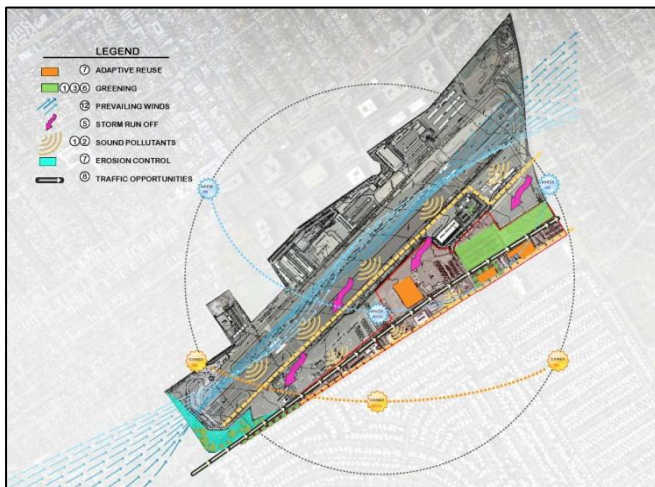 LEGEND
⑦ ADAPTIVE REUSE
①③⑥ GREENING
⑫ PREVAILING WINDS
⑤ STORM RUN OFF
①② SOUND POLLUTANTS
⑦ EROSION CONTROL
⑧ TRAFFIC OPPORTUNITIES